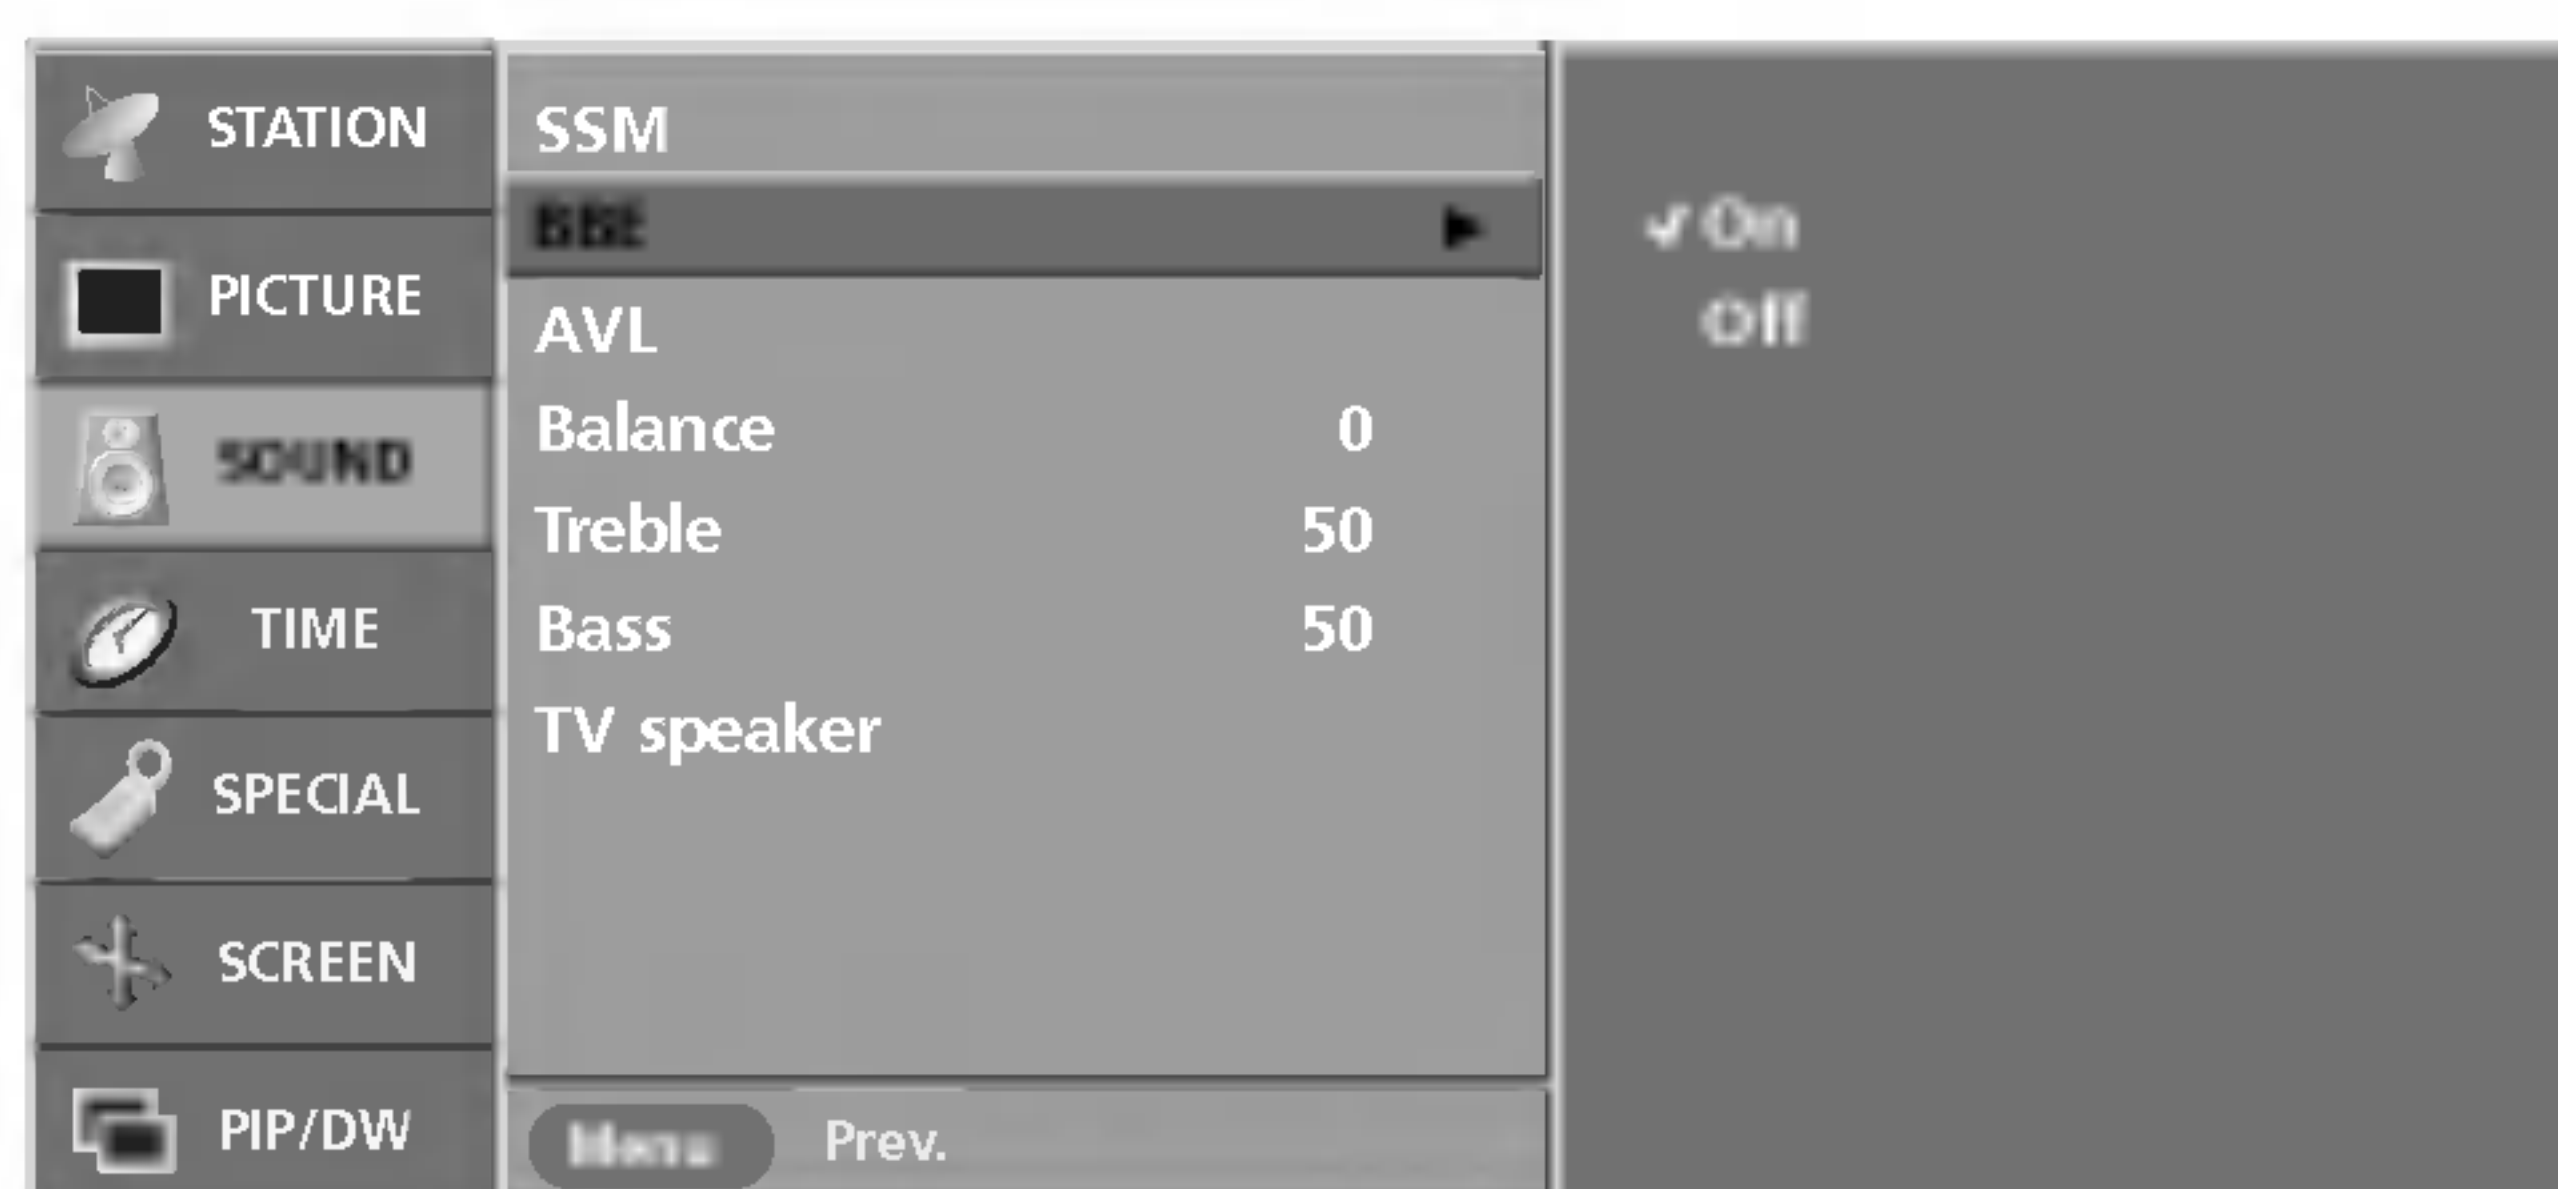 STATION
PICTURE
SOUND
TIME
SPECIAL
SCREEN
PIP/DW
SSM
BBE
AVL
Balance 0
Treble 50
Bass 50
TV speaker
Menu Prev.
On
Off